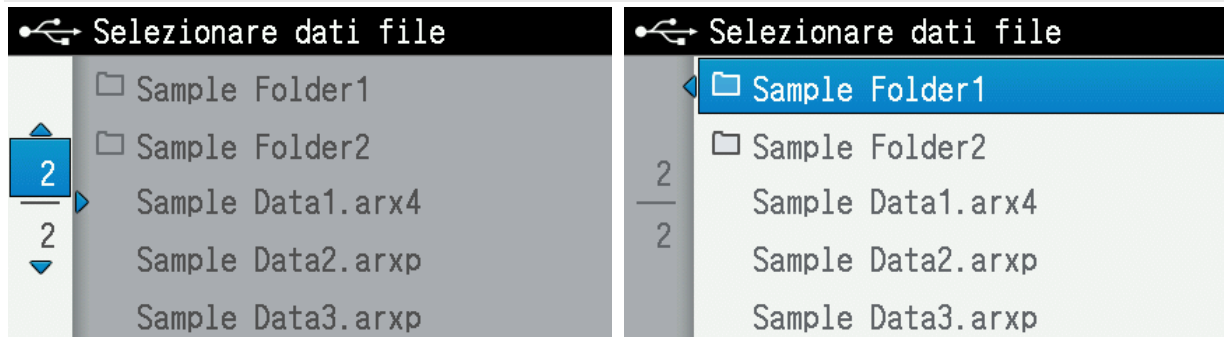 Selezionare dati file
Sample Folder1
Sample Folder2
2
2
Sample Data1.arx4
Sample Data2.arxp
Sample Data3.arxp
Selezionare dati file
Sample Folder1
Sample Folder2
2
2
Sample Data1.arx4
Sample Data2.arxp
Sample Data3.arxp